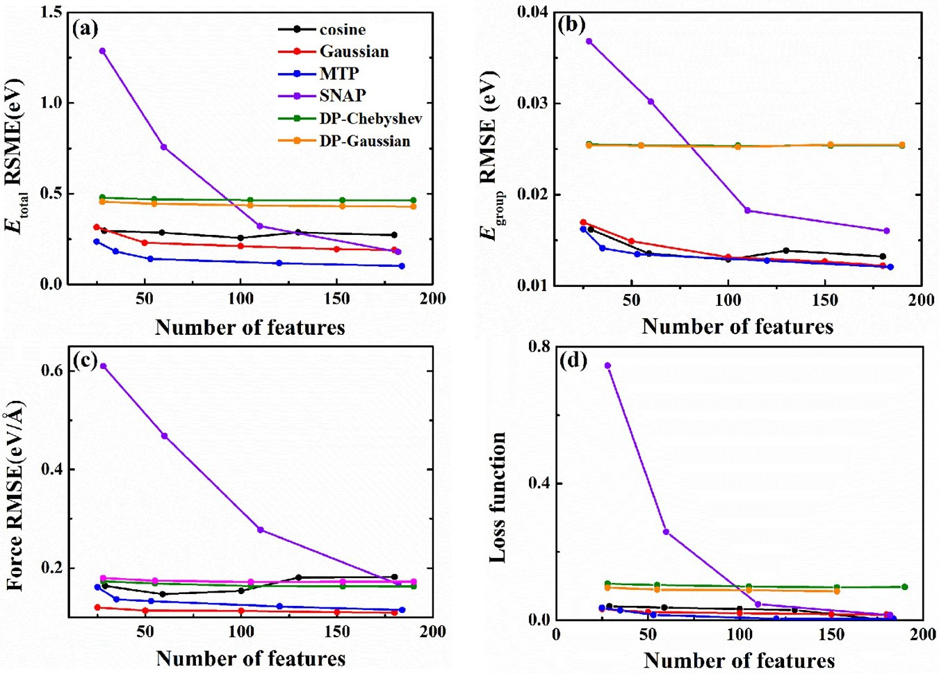 (a)
1.5
1.0
0.5
0.0
E total RSME(eV)
cosine
Gaussian
MTP
SNAP
DP-Chebyshev
DP-Gaussian
50 100 150 200
Number of features
(b)
0.04
0.03
0.02
0.01
E group RMSE (eV)
50 100 150 200
Number of features
(c)
0.6
0.4
0.2
Force RMSE(eV/Å)
50 100 150 200
Number of features
(d)
0.8
0.4
0.0
Loss function
0 50 100 150 200
Number of features